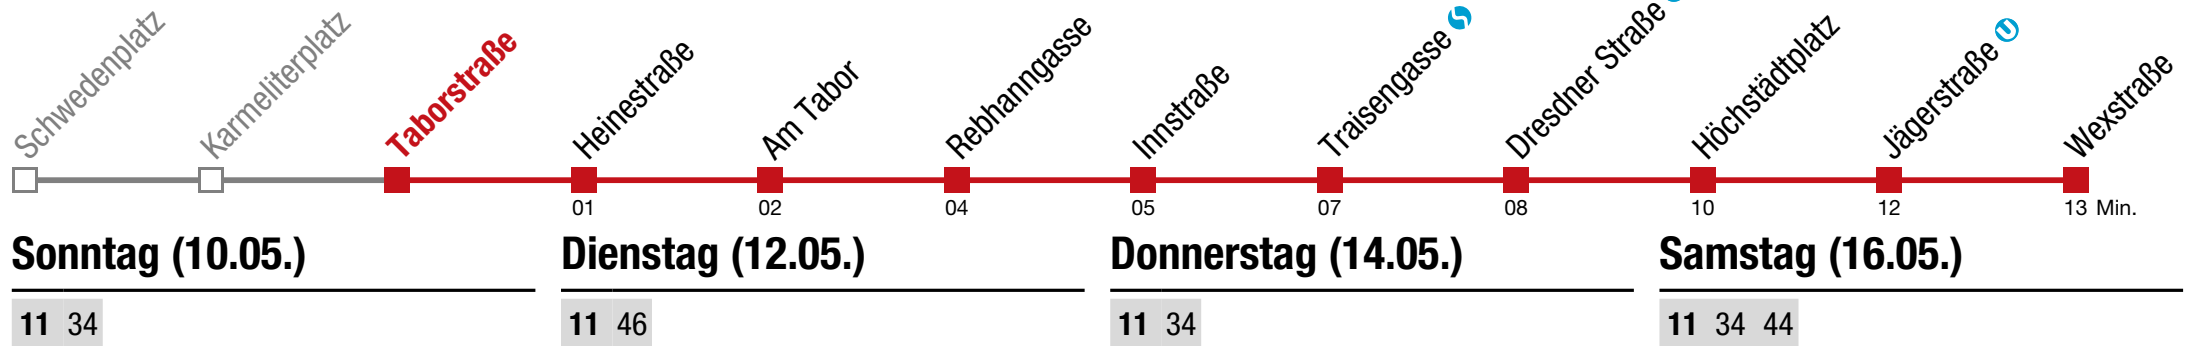 Schwedenplatz
Karmeliterplatz
Taborstraße
Heinestraße
Am Tabor
Rebhanngasse
Innstraße
Traisengasse S
Dresdner Straße
Höchstädtplatz
Jägerstraße U
Wexstraße
01 02 04 05 07 08 10 12 13 Min.
Sonntag (10.05.) Dienstag (12.05.) Donnerstag (14.05.) Samstag (16.05.)
11 34 11 46 11 34 11 34 44